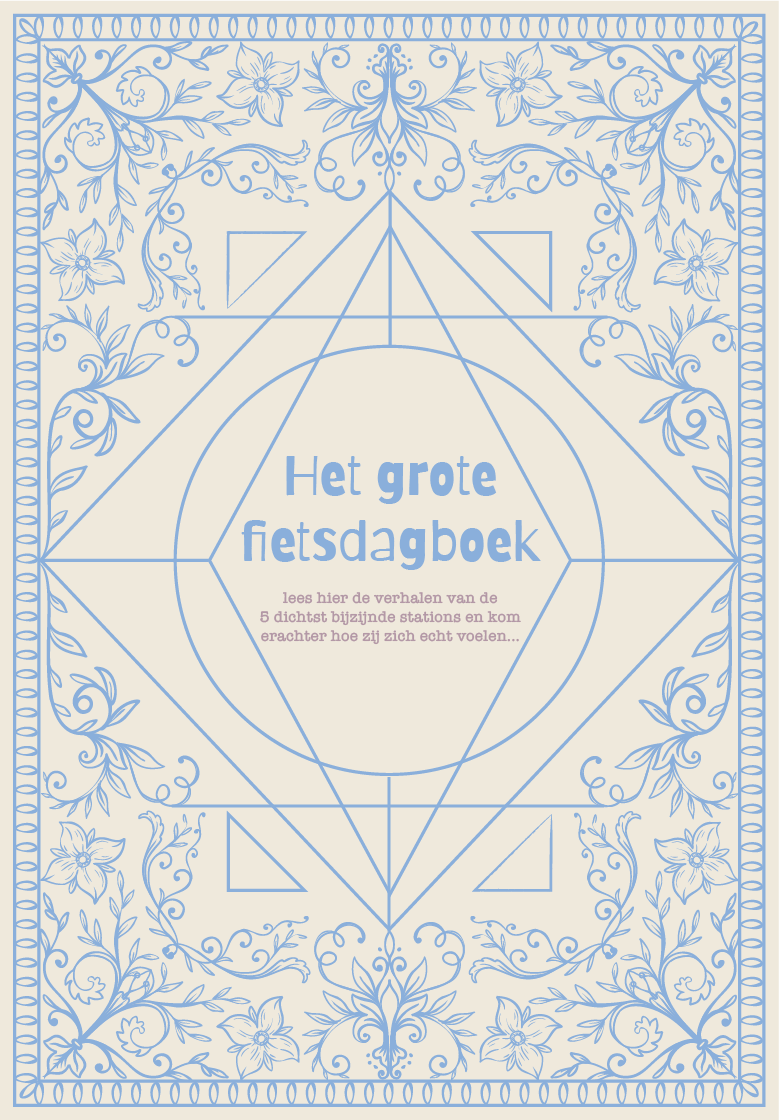 Het grote
fietsdagboek
lees hier de verhalen van de
5 dichtst bijzijnde stations en kom
erachter hoe zij zich echt voelen...